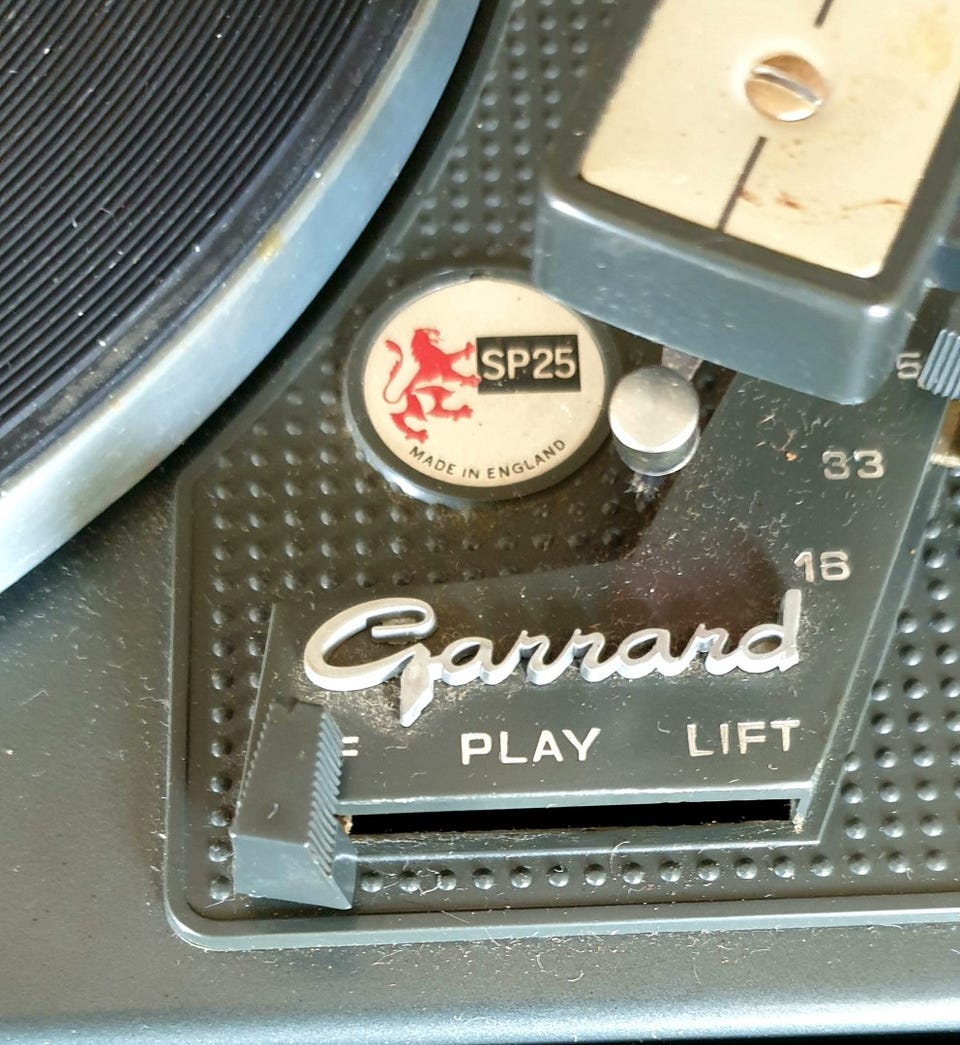 SP25
MADE IN ENGLAND
33
16
Garrard
PLAY LIFT